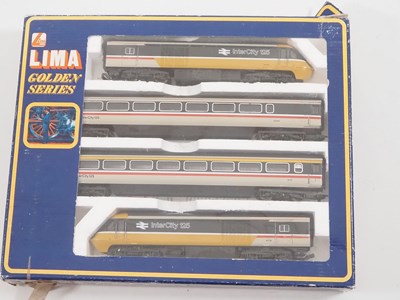 LIMA
GOLDEN
SERIES
InterCity 125
InterCity 125